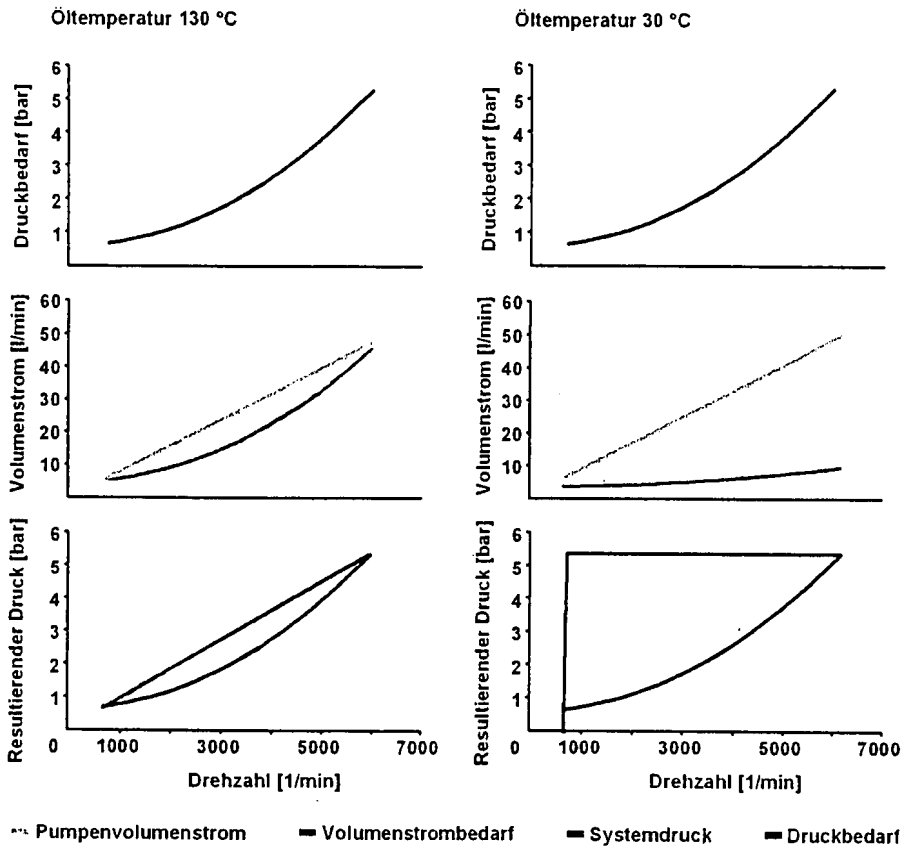 Öltemperatur 130 °C
Öltemperatur 30 °C
Druckbedarf [bar]
6
5
4
3
2
1
Druckbedarf [bar]
6
5
4
3
2
1
Volumenstrom [l/min]
60
50
40
30
20
10
Volumenstrom [l/min]
60
50
40
30
20
10
Resultierender Druck [bar]
6
5
4
3
2
1
0 1000 3000 5000 7000
Drehzahl [1/min]
Resultierender Druck [bar]
6
5
4
3
2
1
0 1000 3000 5000 7000
Drehzahl [1/min]
Pumpenvolumenstrom
Volumenstrombedarf
Systemdruck
Druckbedarf